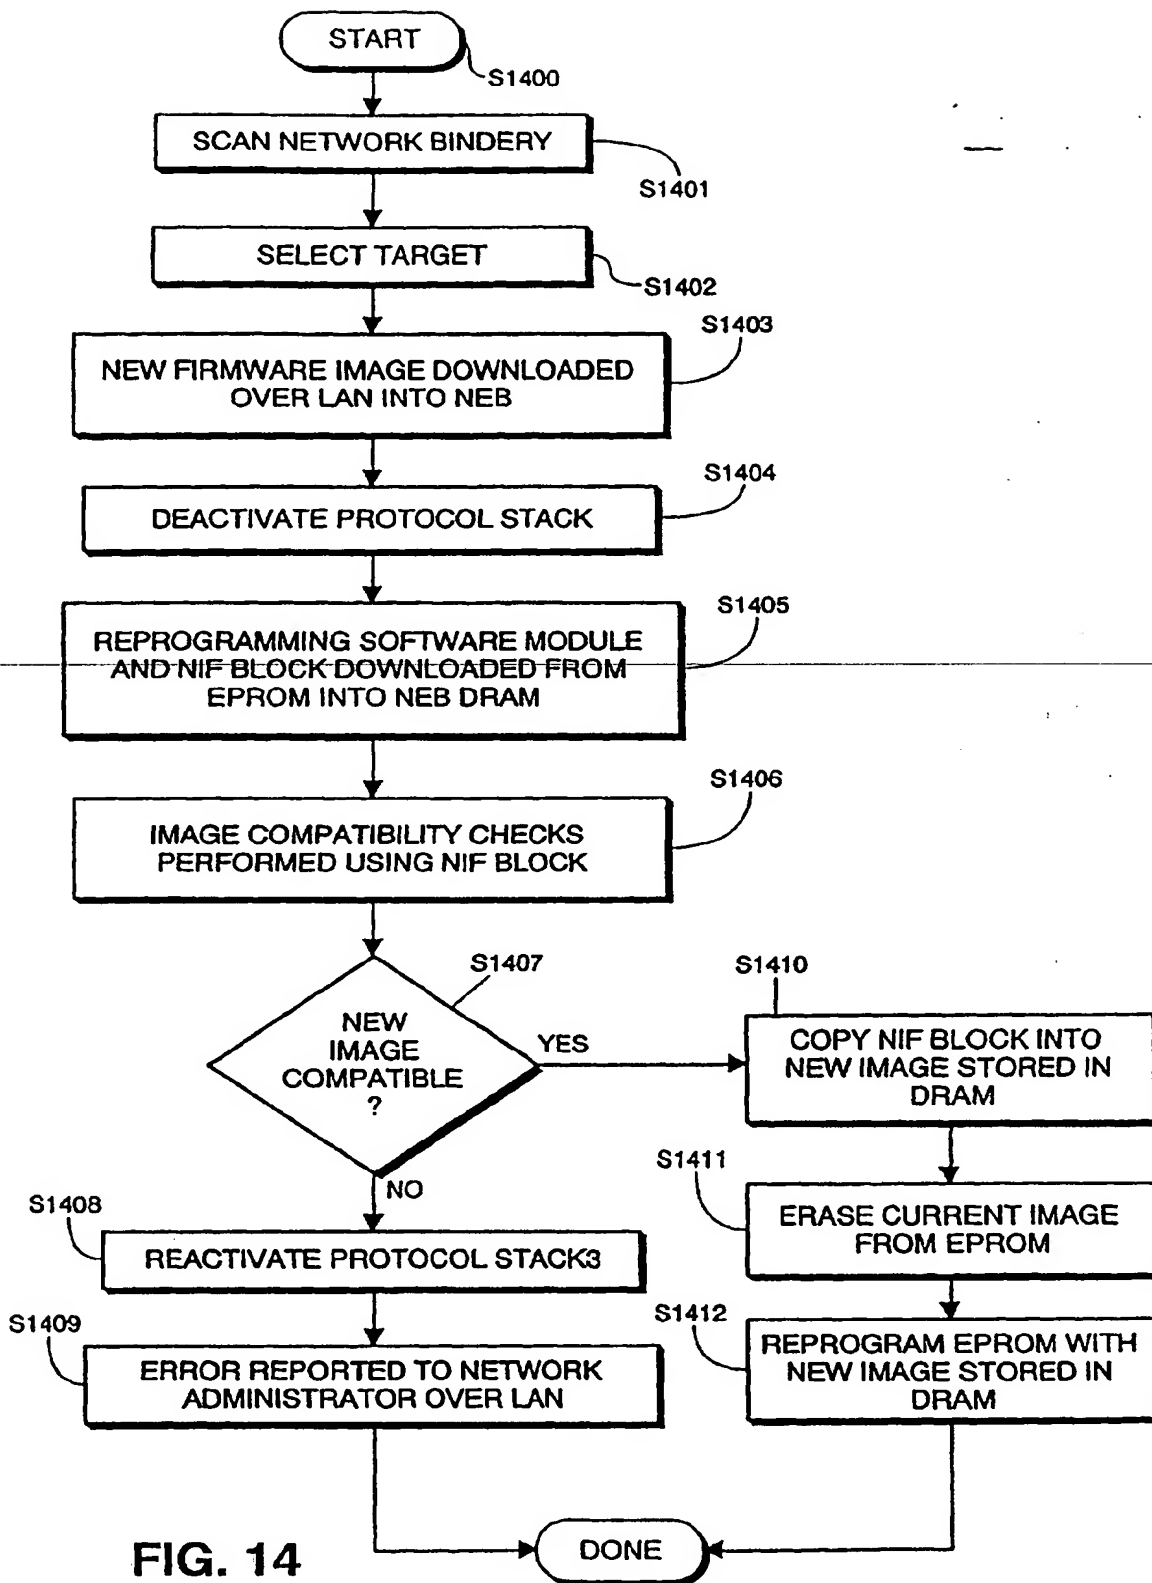 START
S1400
SCAN NETWORK BINDERY
S1401
SELECT TARGET
S1402
S1403
NEW FIRMWARE IMAGE DOWNLOADED
OVER LAN INTO NEB
S1404
DEACTIVATE PROTOCOL STACK
S1405
REPROGRAMMING SOFTWARE MODULE
AND NIF BLOCK DOWNLOADED FROM
EPROM INTO NEB DRAM
S1406
IMAGE COMPATIBILITY CHECKS
PERFORMED USING NIF BLOCK
S1407
NEW
IMAGE
COMPATIBLE
?
YES
NO
S1410
COPY NIF BLOCK INTO
NEW IMAGE STORED IN
DRAM
S1411
ERASE CURRENT IMAGE
FROM EPROM
S1408
REACTIVATE PROTOCOL STACK3
S1412
REPROGRAM EPROM WITH
NEW IMAGE STORED IN
DRAM
S1409
ERROR REPORTED TO NETWORK
ADMINISTRATOR OVER LAN
DONE
FIG. 14